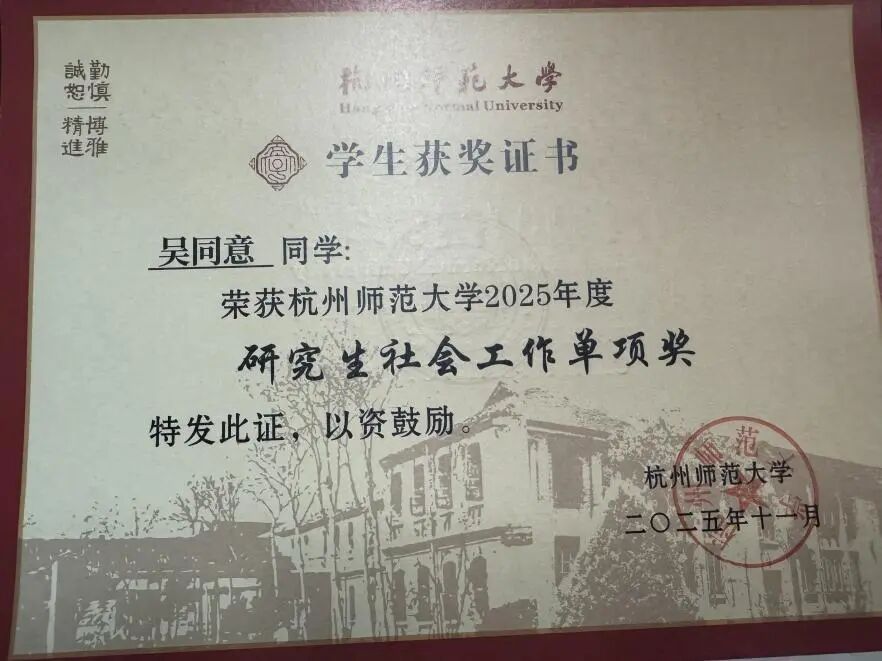 勤慎
誠恕
博雅
精進
杭州师范大学
Hangzhou Normal University
学生获奖证书
吴同意 同学:
荣获杭州师范大学2025年度
研究生社会工作单项奖
特发此证，以资鼓励。
杭州师范大学
二〇二五年十一月